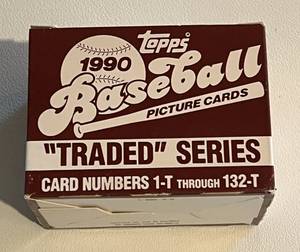 Topps
1990
Baseball
PICTURE CARDS
"TRADED" SERIES
CARD NUMBERS 1-T THROUGH 132-T